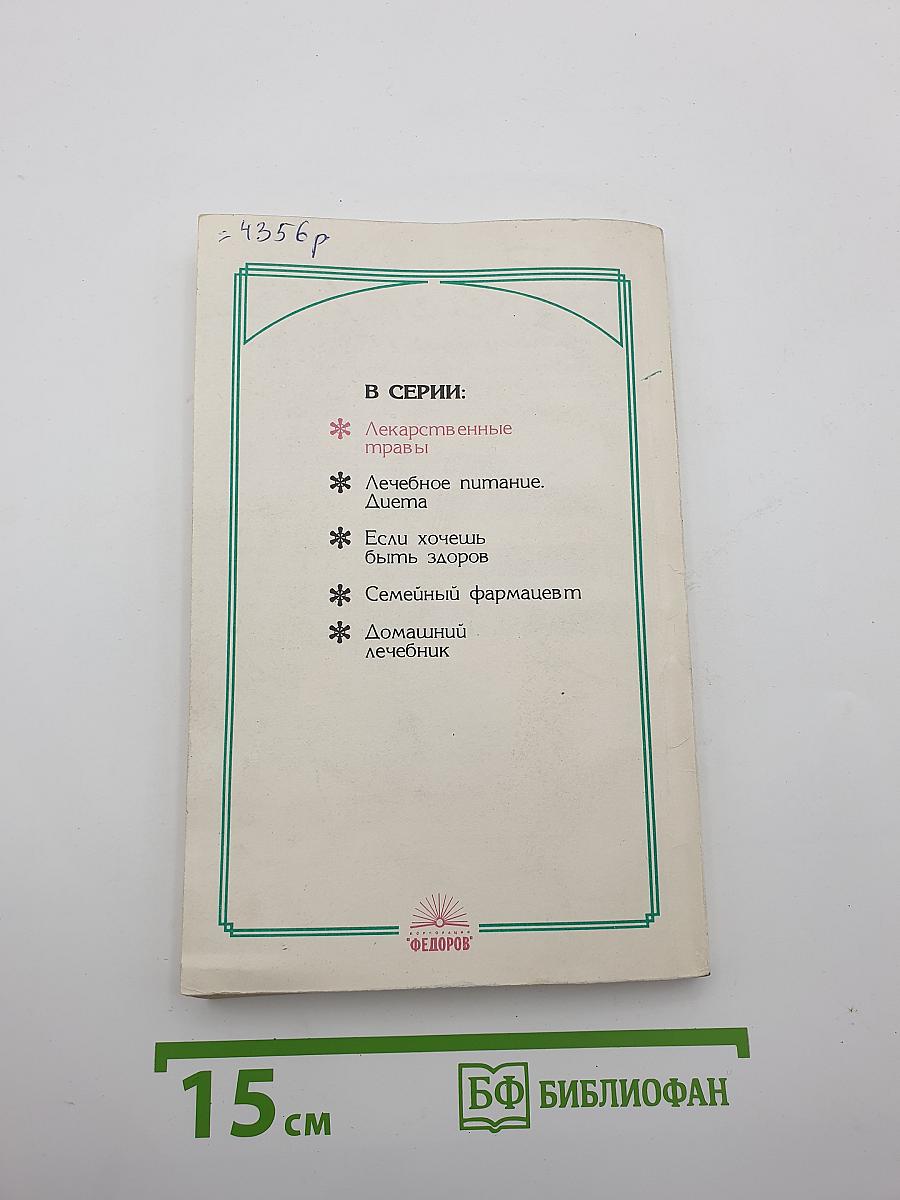 = 4356р
В СЕРИИ:
Лекарственные
травы
Лечебное питание.
Диета
Если хочешь
быть здоров
Семейный фармацевт
Домашний
лечебник
КОРПОРАЦИЯ
"ФЕДОРОВ"
15 см
БФ БИБЛИОФАН